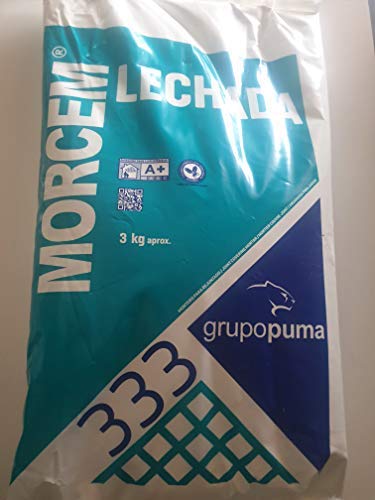 MORCEM®
LECHADA
A+
3 kg aprox.
grupopuma
333